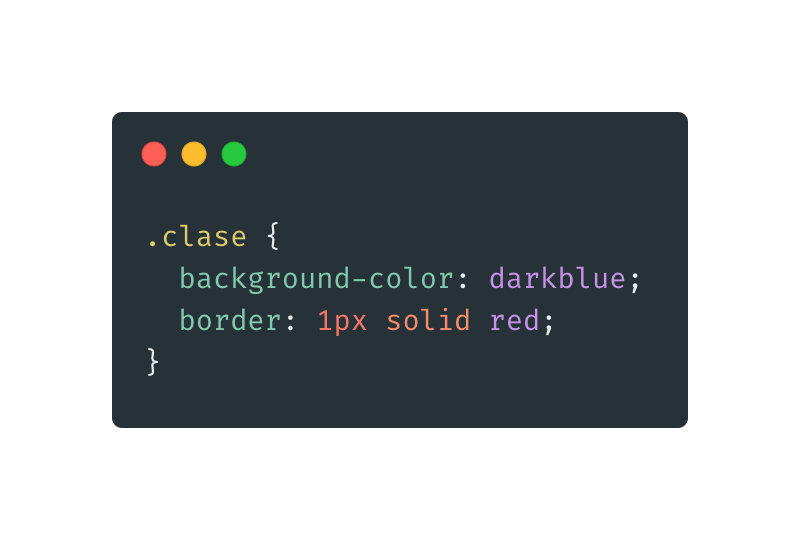 .clase {
  background-color: darkblue;
  border: 1px solid red;
}